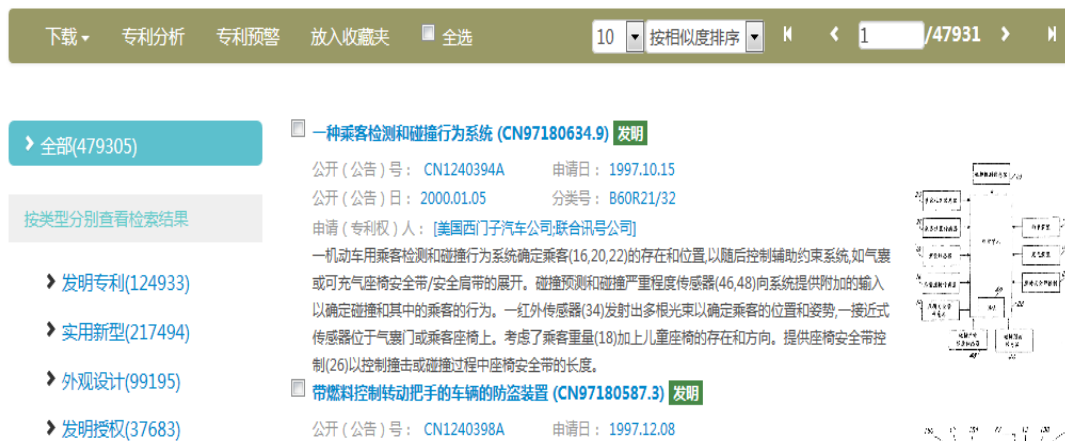 下载 专利分析 专利预警 放入收藏夹 全选 10 按相似度排序 1 /47931
全部(479305)
按类型分别查看检索结果
发明专利(124933)
实用新型(217494)
外观设计(99195)
发明授权(37683)
一种乘客检测和碰撞行为系统 (CN97180634.9) 发明
公开(公告)号： CN1240394A 申请日： 1997.10.15
公开(公告)日： 2000.01.05 分类号： B60R21/32
申请(专利权)人： [美国西门子汽车公司;联合讯号公司]
一机动车用乘客检测和碰撞行为系统确定乘客(16,20,22)的存在和位置,以随后控制辅助约束系统,如气囊
或可充气座椅安全带/安全肩带的展开。碰撞预测和碰撞严重程度传感器(46,48)向系统提供附加的输入
以确定碰撞和其中的乘客的行为。一红外传感器(34)发射出多根光束以确定乘客的位置和姿势,一接近式
传感器位于气囊门或乘客座椅上。考虑了乘客重量(18)加上儿童座椅的存在和方向。提供座椅安全带控
制(26)以控制撞击或碰撞过程中座椅安全带的长度。
带燃料控制转动把手的车辆的防盗装置 (CN97180587.3) 发明
公开(公告)号： CN1240398A 申请日： 1997.12.08